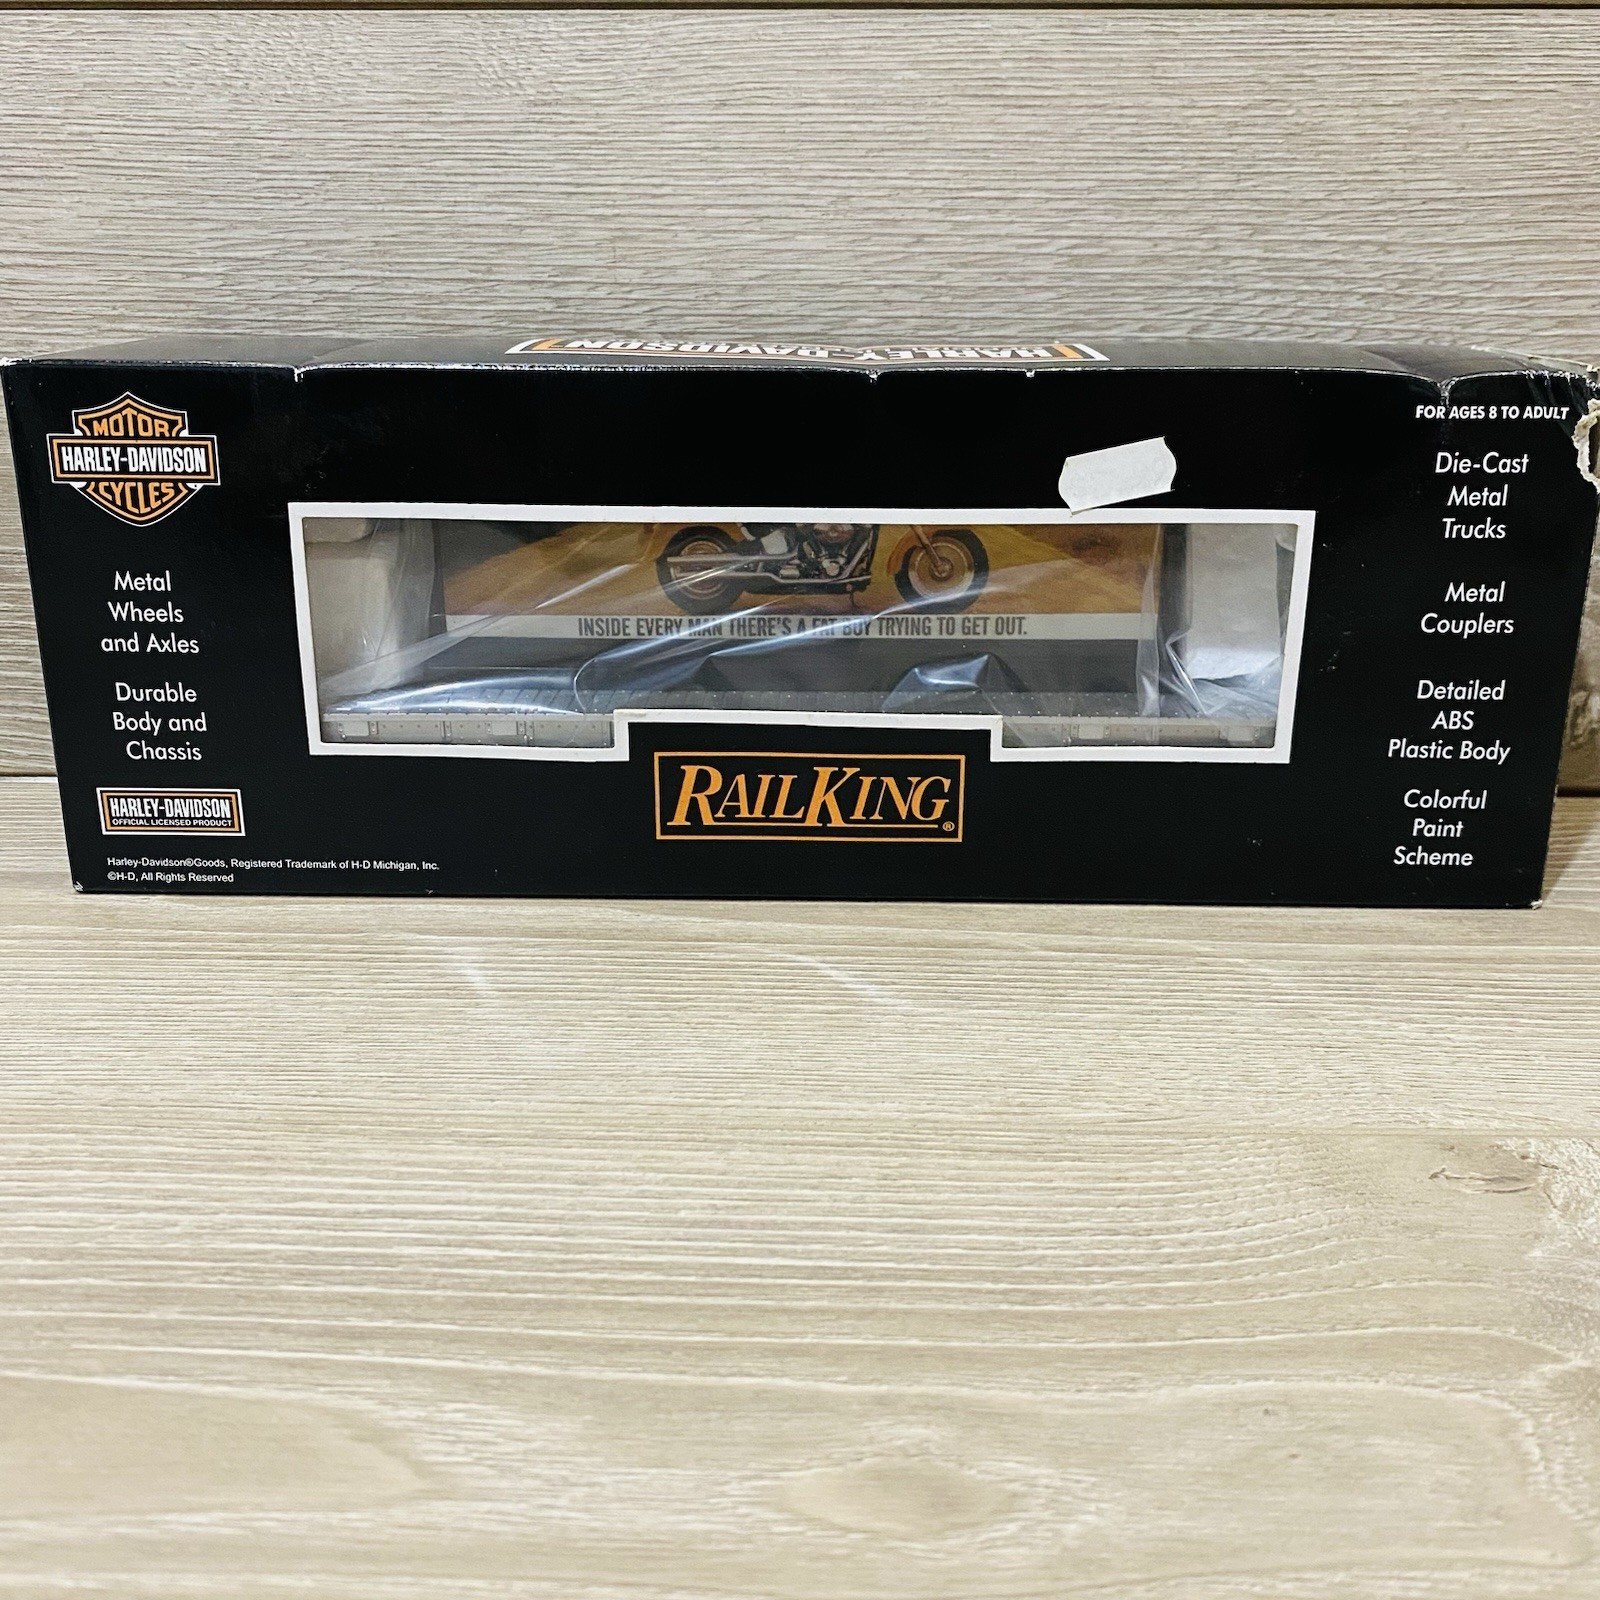 HARLEY-DAVIDSON
MOTOR
HARLEY-DAVIDSON
CYCLES
Metal
Wheels
and Axles
Durable
Body and
Chassis
HARLEY-DAVIDSON
OFFICIAL LICENSED PRODUCT
Harley-Davidson®Goods, Registered Trademark of H-D Michigan, Inc.
©H-D, All Rights Reserved
INSIDE EVERY MAN THERE'S A FAT BOY TRYING TO GET OUT.
RAILKING®
FOR AGES 8 TO ADULT
Die-Cast
Metal
Trucks
Metal
Couplers
Detailed
ABS
Plastic Body
Colorful
Paint
Scheme